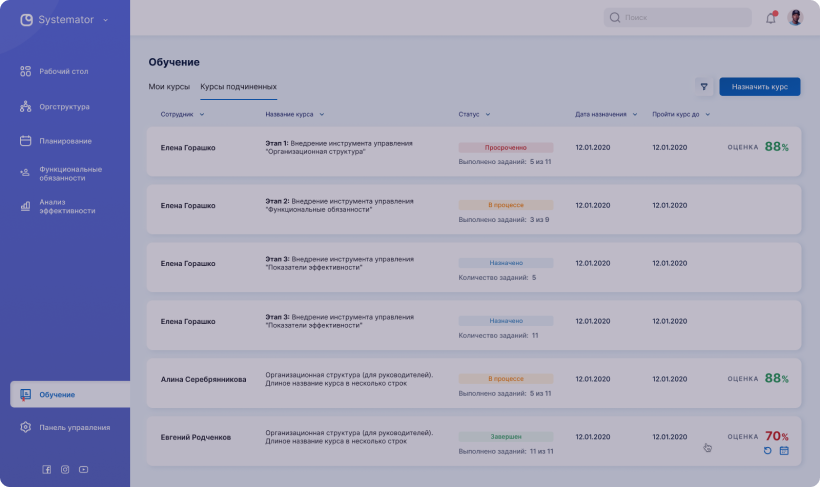 Systemator
Поиск
Рабочий стол
Оргструктура
Планирование
Функциональные
обязанности
Анализ
эффективности
Обучение
Панель управления
Обучение
Мои курсы
Курсы подчиненных
Назначить курс
Сотрудник
Название курса
Статус
Дата назначения
Пройти курс до
Елена Горашко
Этап 1: Внедрение инструмента управления
"Организационная структура"
Просроченно
Выполнено заданий: 5 из 11
12.01.2020
12.01.2020
ОЦЕНКА 88%
Елена Горашко
Этап 2: Внедрение инструмента управления
"Функциональные обязанности"
В процессе
Выполнено заданий: 3 из 9
12.01.2020
12.01.2020
Елена Горашко
Этап 3: Внедрение инструмента управления
"Показатели эффективности"
Назначено
Количество заданий: 5
12.01.2020
12.01.2020
Елена Горашко
Этап 3: Внедрение инструмента управления
"Показатели эффективности"
Назначено
Количество заданий: 11
12.01.2020
12.01.2020
Алина Серебрянникова
Организационная структура (для руководителей).
Длиное название курса в несколько строк
В процессе
Выполнено заданий: 5 из 11
12.01.2020
12.01.2020
ОЦЕНКА 88%
Евгений Родченков
Организационная структура (для руководителей).
Длиное название курса в несколько строк
Завершен
Выполнено заданий: 11 из 11
12.01.2020
12.01.2020
ОЦЕНКА 70%